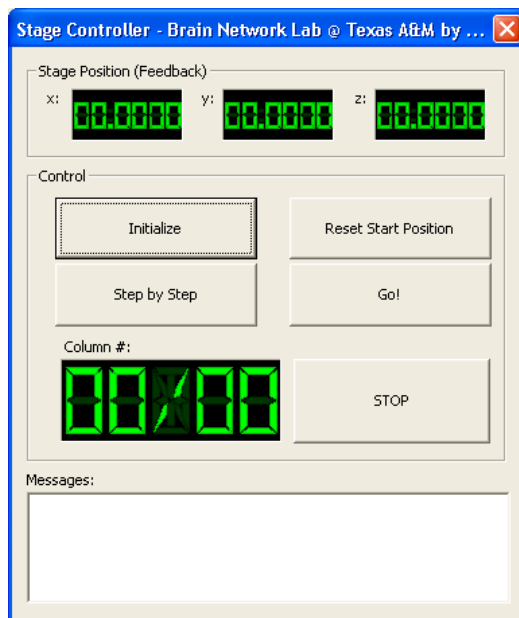 Stage Controller - Brain Network Lab @ Texas A&M by ...
Stage Position (Feedback)
x: 00.0000 y: 00.0000 z: 00.0000
Control
Initialize Reset Start Position
Step by Step Go!
Column #:
00/00 STOP
Messages: